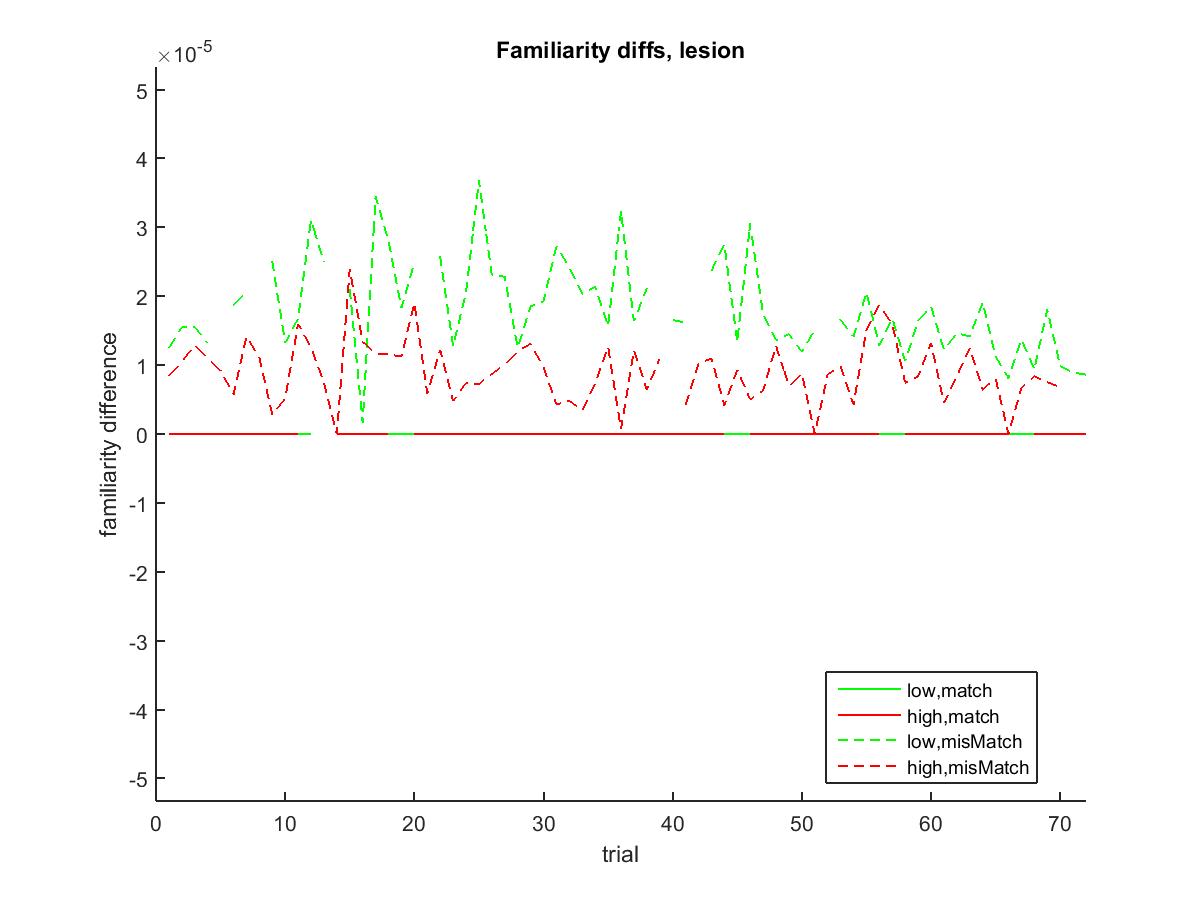 Familiarity diffs, lesion
×10-5
5
4
3
2
1
0
-1
-2
-3
-4
-5
familiarity difference
0 10 20 30 40 50 60 70
trial
low,match
high,match
low,misMatch
high,misMatch